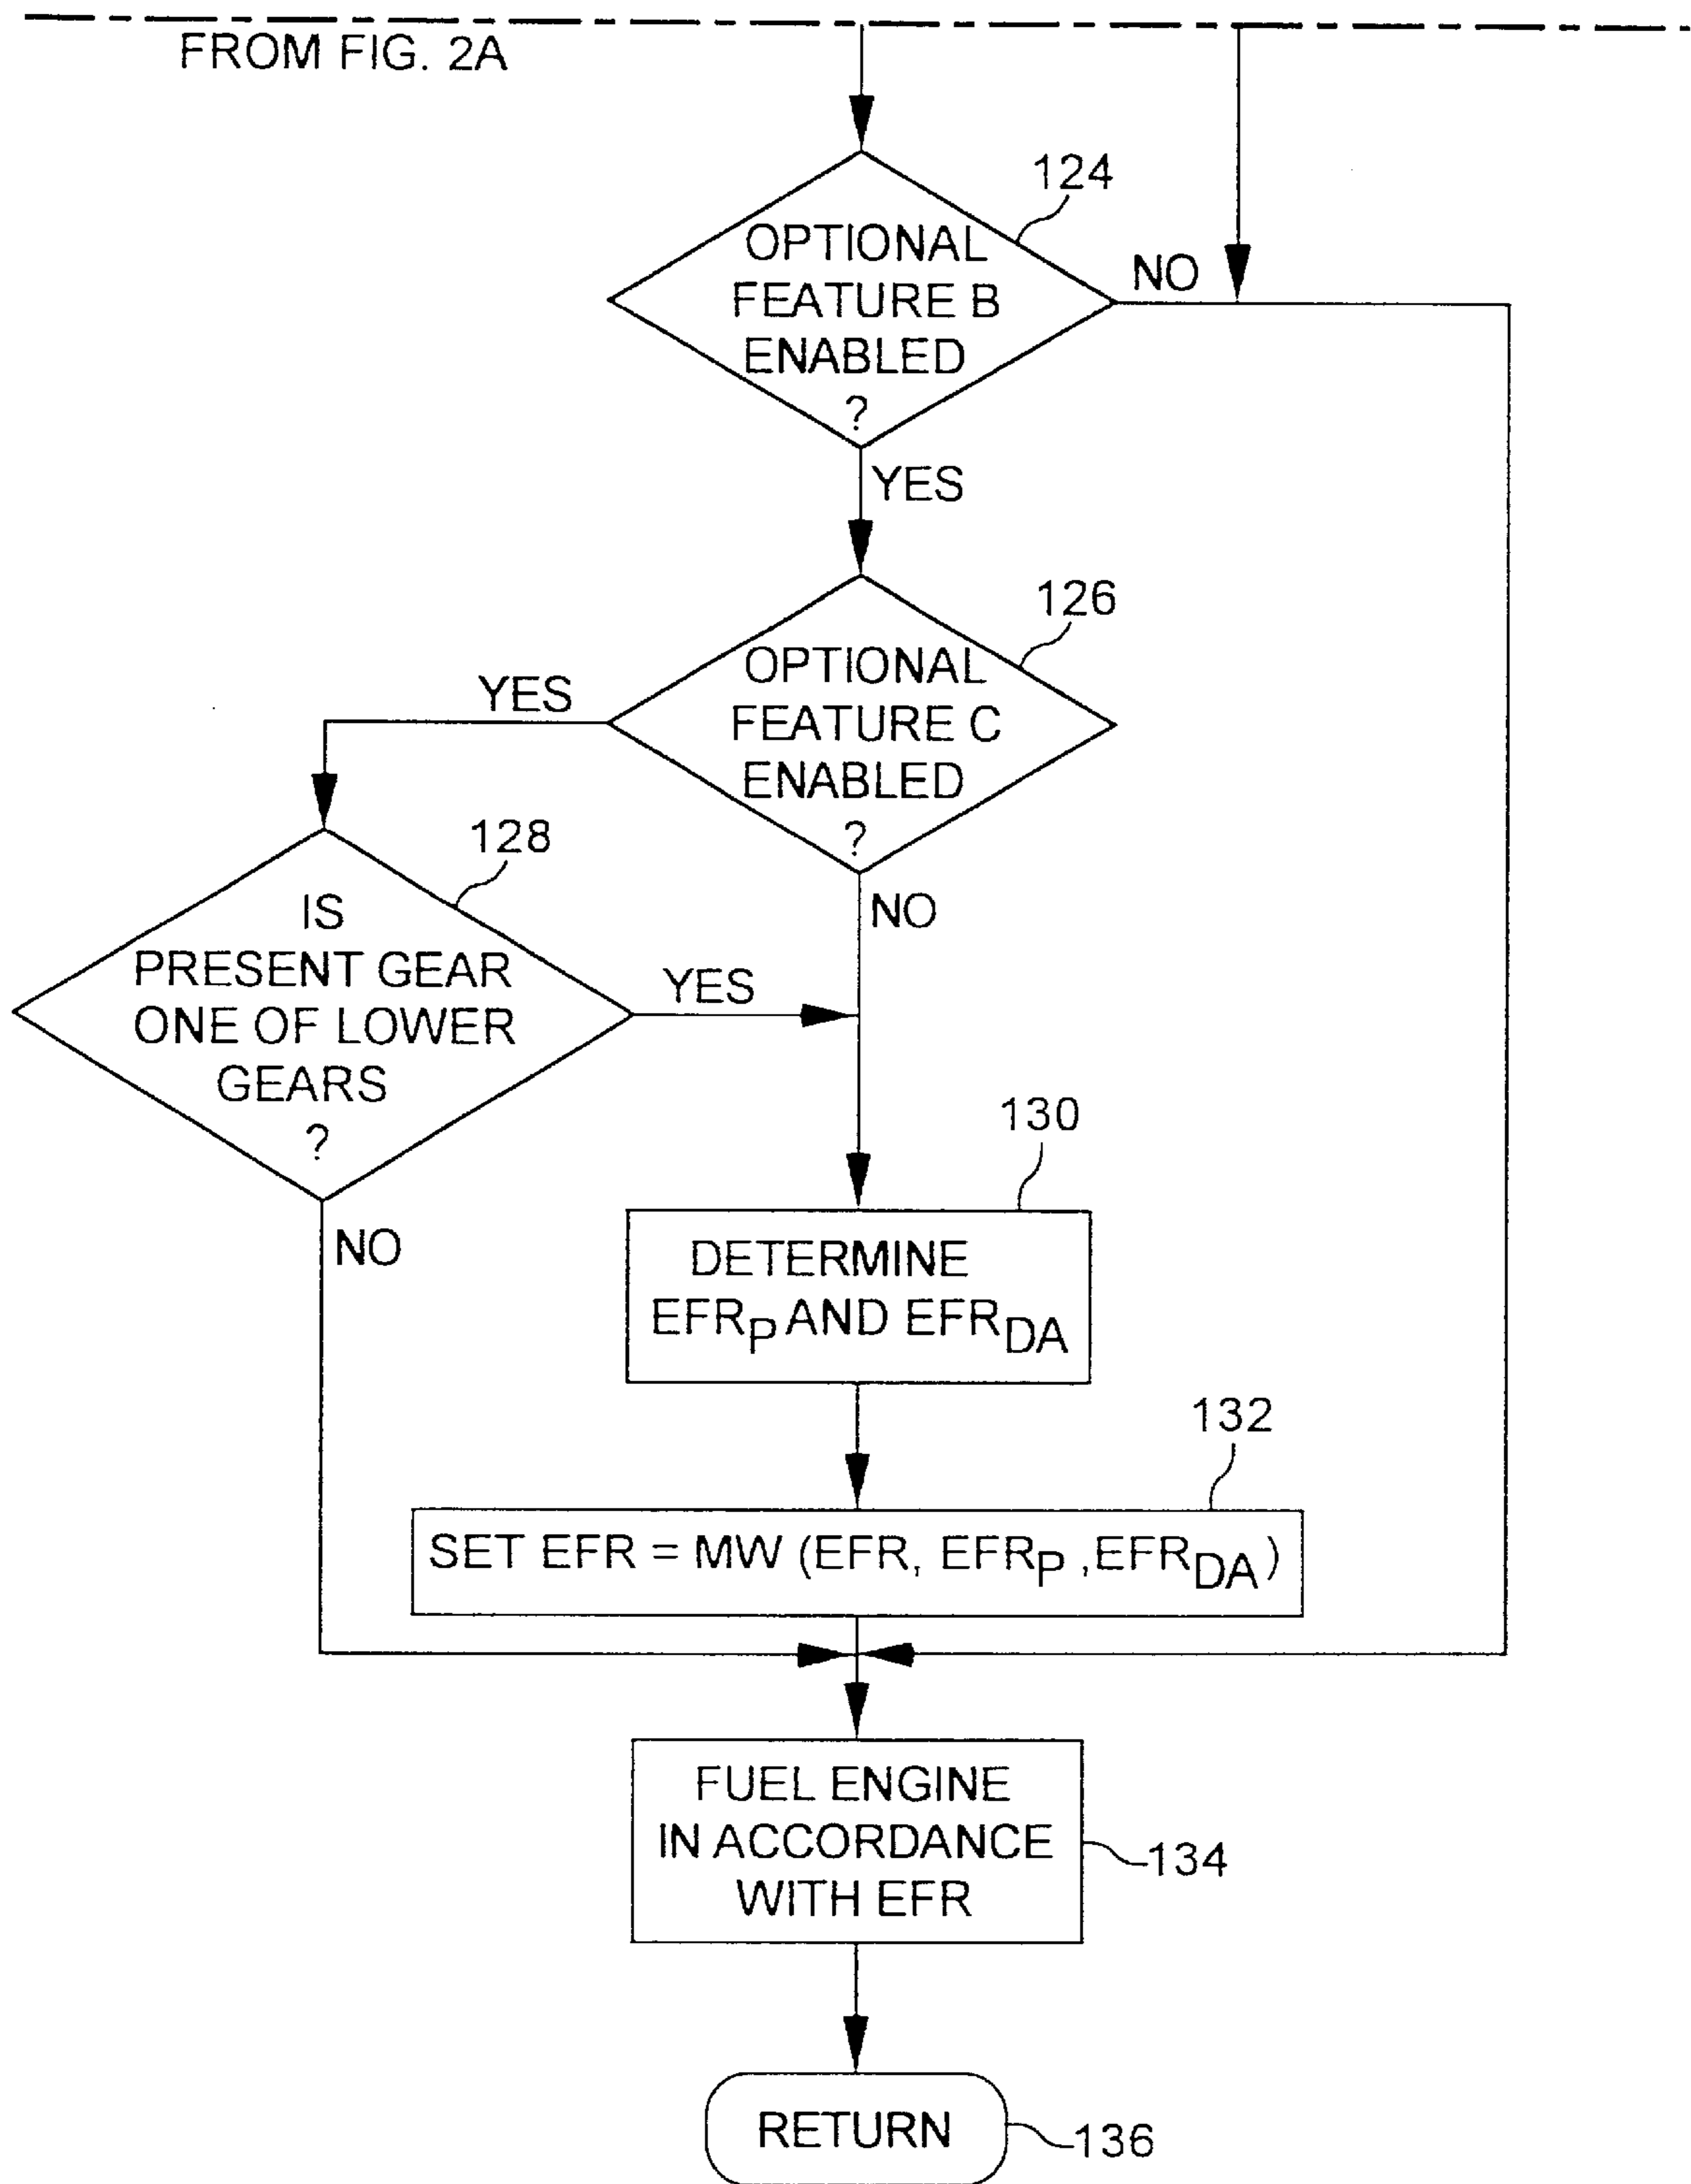 FROM FIG. 2A
124
OPTIONAL
FEATURE B
ENABLED
?
NO
YES
126
OPTIONAL
FEATURE C
ENABLED
?
YES
NO
128
IS
PRESENT GEAR
ONE OF LOWER
GEARS
?
YES
NO
130
DETERMINE
EFRP AND EFRDA
132
SET EFR = MW (EFR, EFRP ,EFRDA)
FUEL ENGINE
IN ACCORDANCE
WITH EFR
134
RETURN
136